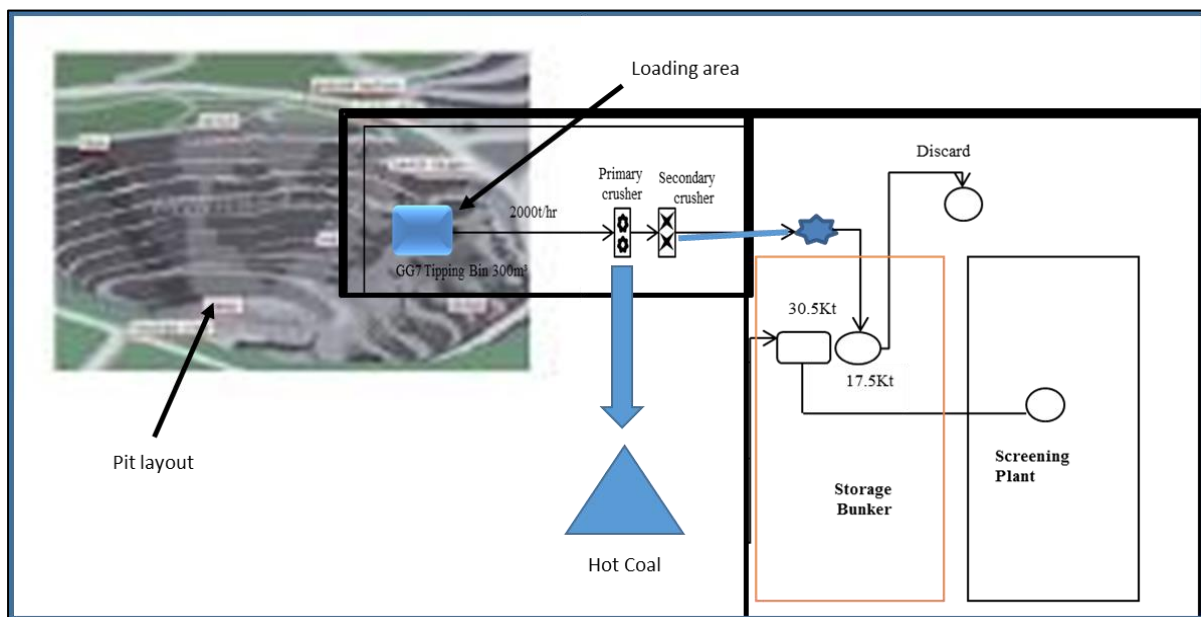 Loading area
Discard
Primary
crusher
Secondary
crusher
2000t/hr
GG7 Tipping Bin 300m³
30.5Kt
17.5Kt
Pit layout
Screening
Plant
Storage
Bunker
Hot Coal